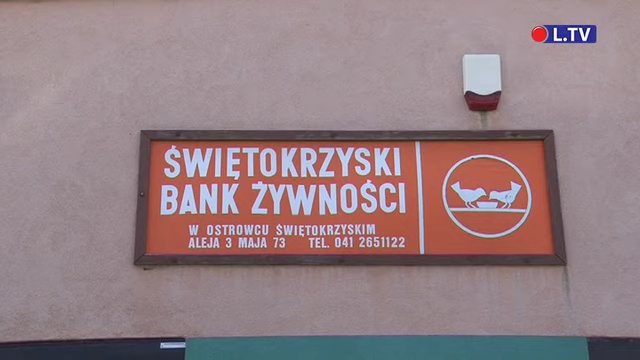 L.TV
ŚWIĘTOKRZYSKI
BANK ŻYWNOŚCI
W OSTROWCU ŚWIĘTOKRZYSKIM
ALEJA 3 MAJA 73 TEL. 041 2651122